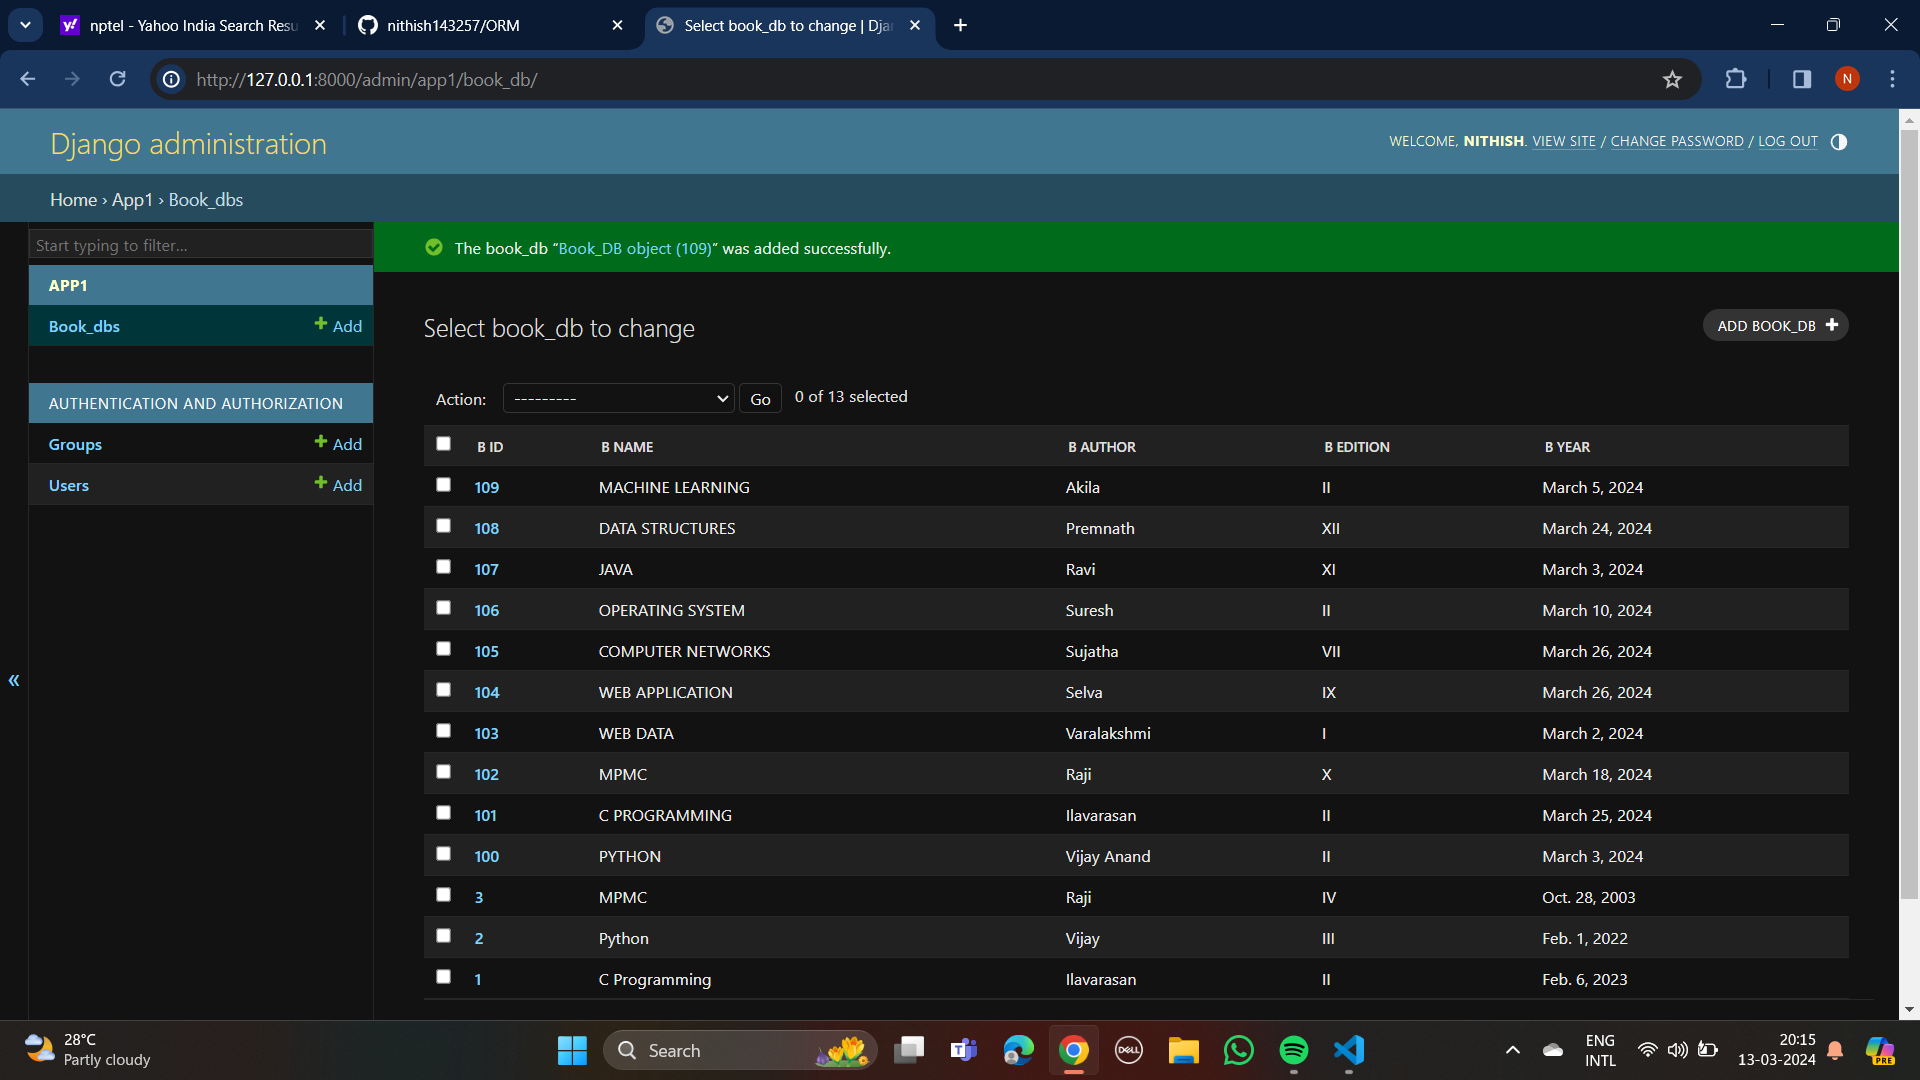 nptel - Yahoo India Search Resu
nithish143257/ORM
Select book_db to change | Dja
http://127.0.0.1:8000/admin/app1/book_db/
N
Django administration
WELCOME, NITHISH. VIEW SITE / CHANGE PASSWORD / LOG OUT
Home › App1 › Book_dbs
Start typing to filter...
The book_db “Book_DB object (109)” was added successfully.
APP1
Book_dbs Add
AUTHENTICATION AND AUTHORIZATION
Groups Add
Users Add
«
Select book_db to change
ADD BOOK_DB
Action: --------- Go 0 of 13 selected
B ID B NAME B AUTHOR B EDITION B YEAR
109 MACHINE LEARNING Akila II March 5, 2024
108 DATA STRUCTURES Premnath XII March 24, 2024
107 JAVA Ravi XI March 3, 2024
106 OPERATING SYSTEM Suresh II March 10, 2024
105 COMPUTER NETWORKS Sujatha VII March 26, 2024
104 WEB APPLICATION Selva IX March 26, 2024
103 WEB DATA Varalakshmi I March 2, 2024
102 MPMC Raji X March 18, 2024
101 C PROGRAMMING Ilavarasan II March 25, 2024
100 PYTHON Vijay Anand II March 3, 2024
3 MPMC Raji IV Oct. 28, 2003
2 Python Vijay III Feb. 1, 2022
1 C Programming Ilavarasan II Feb. 6, 2023
28°C
Partly cloudy
Search
DELL
ENG
INTL
20:15
13-03-2024
PRE